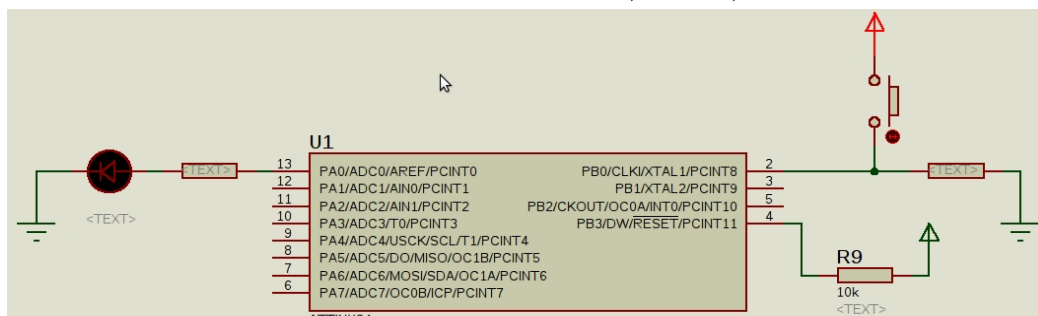 U1
13 PA0/ADC0/AREF/PCINT0 PB0/CLKI/XTAL1/PCINT8 2
12 PA1/ADC1/AIN0/PCINT1 PB1/XTAL2/PCINT9 3
11 PA2/ADC2/AIN1/PCINT2 PB2/CKOUT/OC0A/INT0/PCINT10 5
10 PA3/ADC3/T0/PCINT3 PB3/DW/RESET/PCINT11 4
9 PA4/ADC4/USCK/SCL/T1/PCINT4
8 PA5/ADC5/DO/MISO/OC1B/PCINT5
7 PA6/ADC6/MOSI/SDA/OC1A/PCINT6
6 PA7/ADC7/OC0B/ICP/PCINT7
<TEXT>
<TEXT>
<TEXT>
R9
10k
<TEXT>